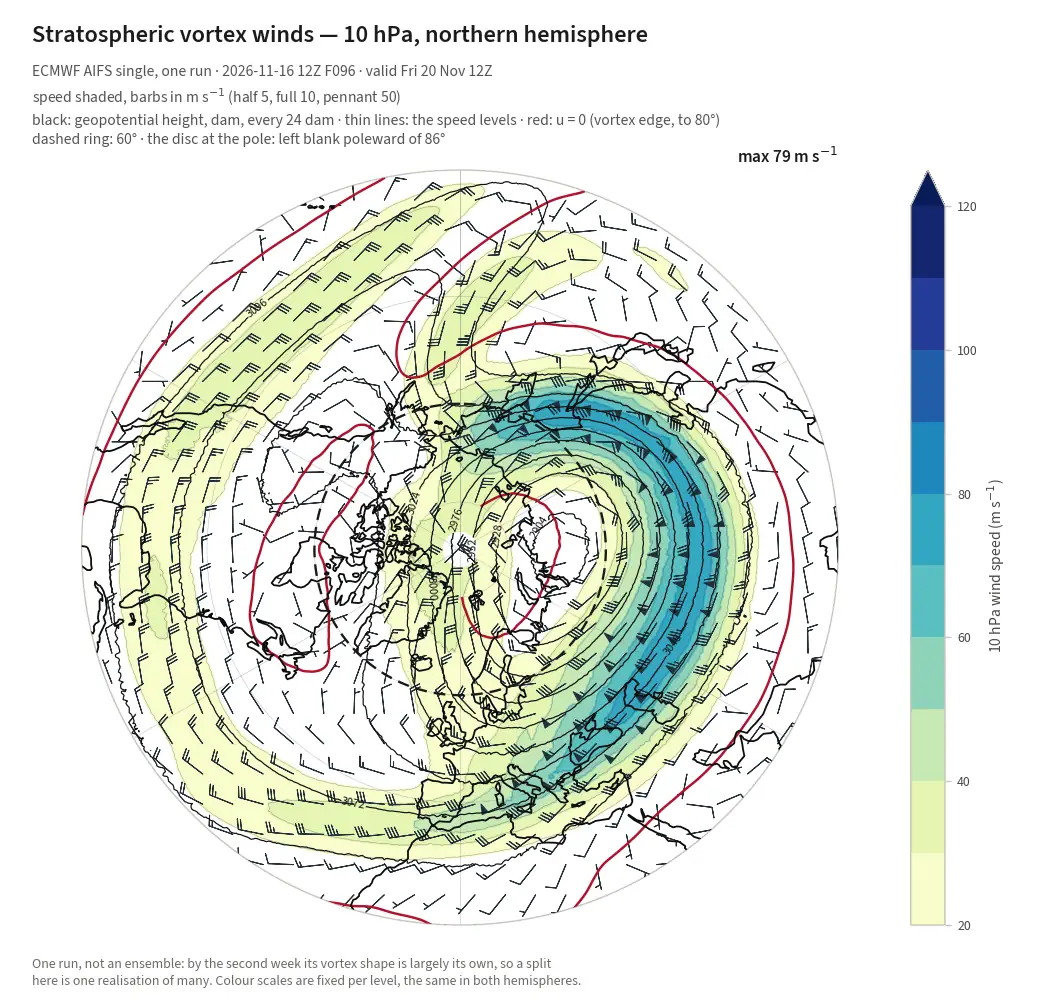 Stratospheric vortex winds — 10 hPa, northern hemisphere
ECMWF AIFS single, one run · 2026-11-16 12Z F096 · valid Fri 20 Nov 12Z
speed shaded, barbs in m s⁻¹ (half 5, full 10, pennant 50)
black: geopotential height, dam, every 24 dam · thin lines: the speed levels · red: u = 0 (vortex edge, to 80°)
dashed ring: 60° · the disc at the pole: left blank poleward of 86°
max 79 m s⁻¹
120
100
80
60
40
20
10 hPa wind speed (m s⁻¹)
3096
2976
3072
One run, not an ensemble: by the second week its vortex shape is largely its own, so a split
here is one realisation of many. Colour scales are fixed per level, the same in both hemispheres.